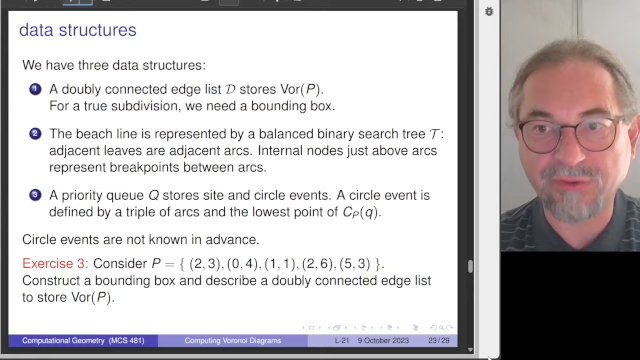 data structures
We have three data structures:
1 A doubly connected edge list D stores Vor(P).
For a true subdivision, we need a bounding box.
2 The beach line is represented by a balanced binary search tree T:
adjacent leaves are adjacent arcs. Internal nodes just above arcs
represent breakpoints between arcs.
3 A priority queue Q stores site and circle events. A circle event is
defined by a triple of arcs and the lowest point of C_P(q).
Circle events are not known in advance.
Exercise 3: Consider P = { (2, 3), (0, 4), (1, 1), (2, 6), (5, 3) }.
Construct a bounding box and describe a doubly connected edge list
to store Vor(P).
Computational Geometry (MCS 481) Computing Voronoi Diagrams L-21 9 October 2023 23 / 29